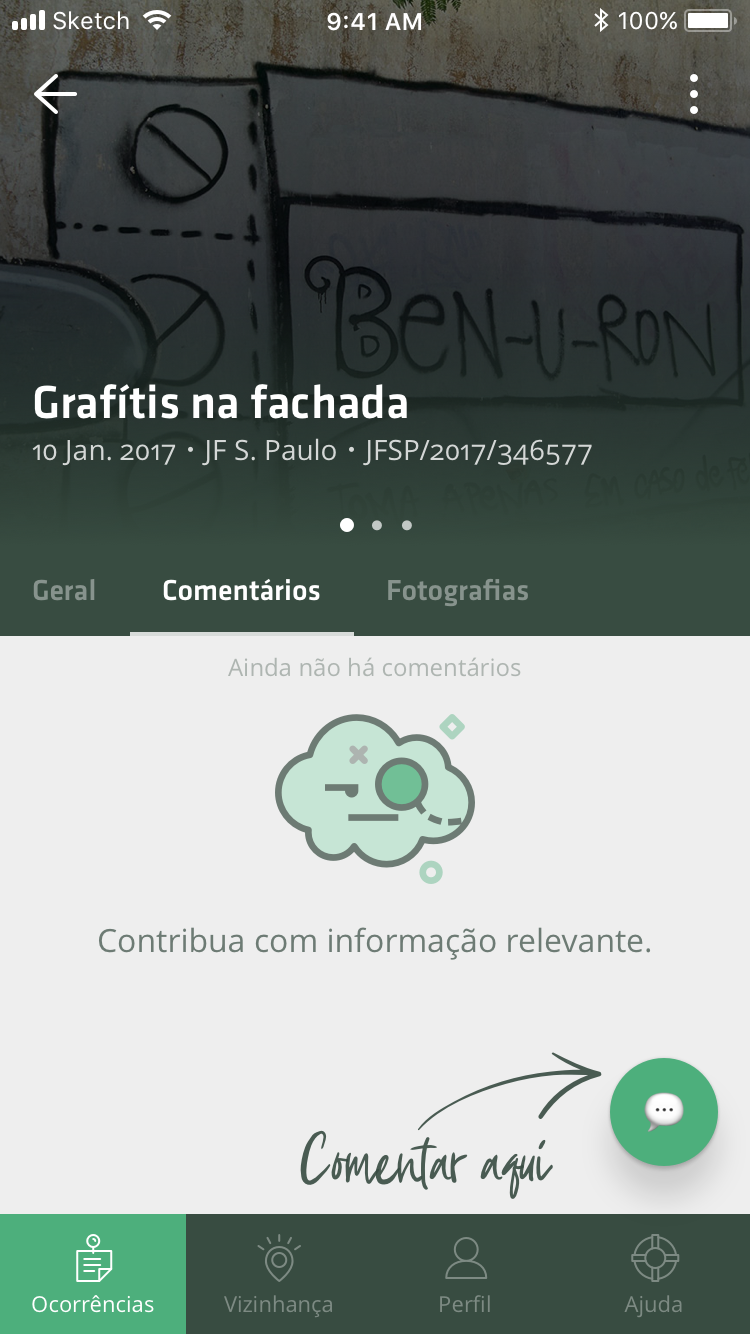 Sketch
9:41 AM
100%
BEN-U-RON
Grafítis na fachada
10 Jan. 2017 • JF S. Paulo • JFSP/2017/346577
Geral
Comentários
Fotografias
Ainda não há comentários
Contribua com informação relevante.
Comentar aqui
Ocorrências
Vizinhança
Perfil
Ajuda